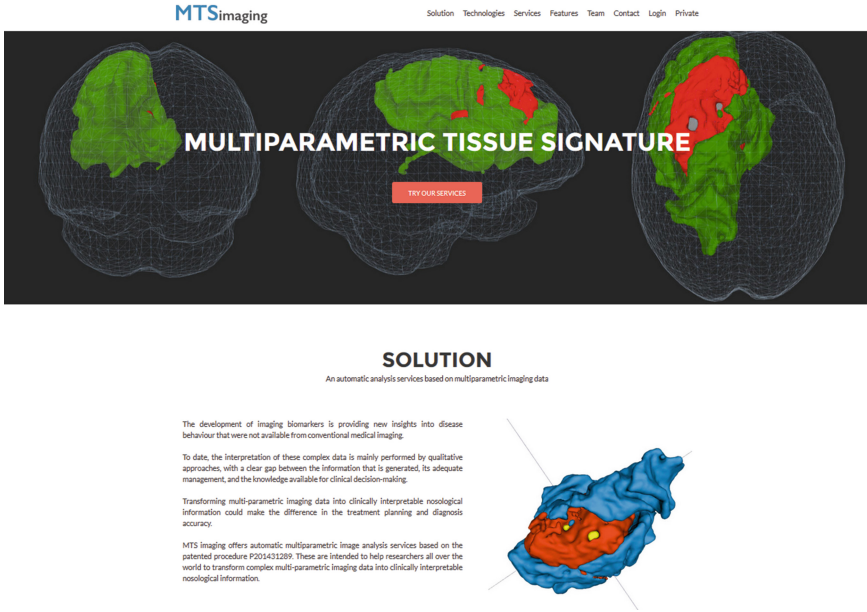 MTSimaging
Solution Technologies Services Features Team Contact Login Private
MULTIPARAMETRIC TISSUE SIGNATURE
TRY OUR SERVICES
SOLUTION
An automatic analysis services based on multiparametric imaging data
The development of imaging biomarkers is providing new insights into disease
behaviour that were not available from conventional medical imaging.
To date, the interpretation of these complex data is mainly performed by qualitative
approaches, with a clear gap between the information that is generated, its adequate
management, and the knowledge available for clinical decision-making.
Transforming multi-parametric imaging data into clinically interpretable nosological
information could make the difference in the treatment planning and diagnosis
accuracy.
MTS imaging offers automatic multiparametric image analysis services based on the
patented procedure P201431289. These are intended to help researchers all over the
world to transform complex multi-parametric imaging data into clinically interpretable
nosological information.